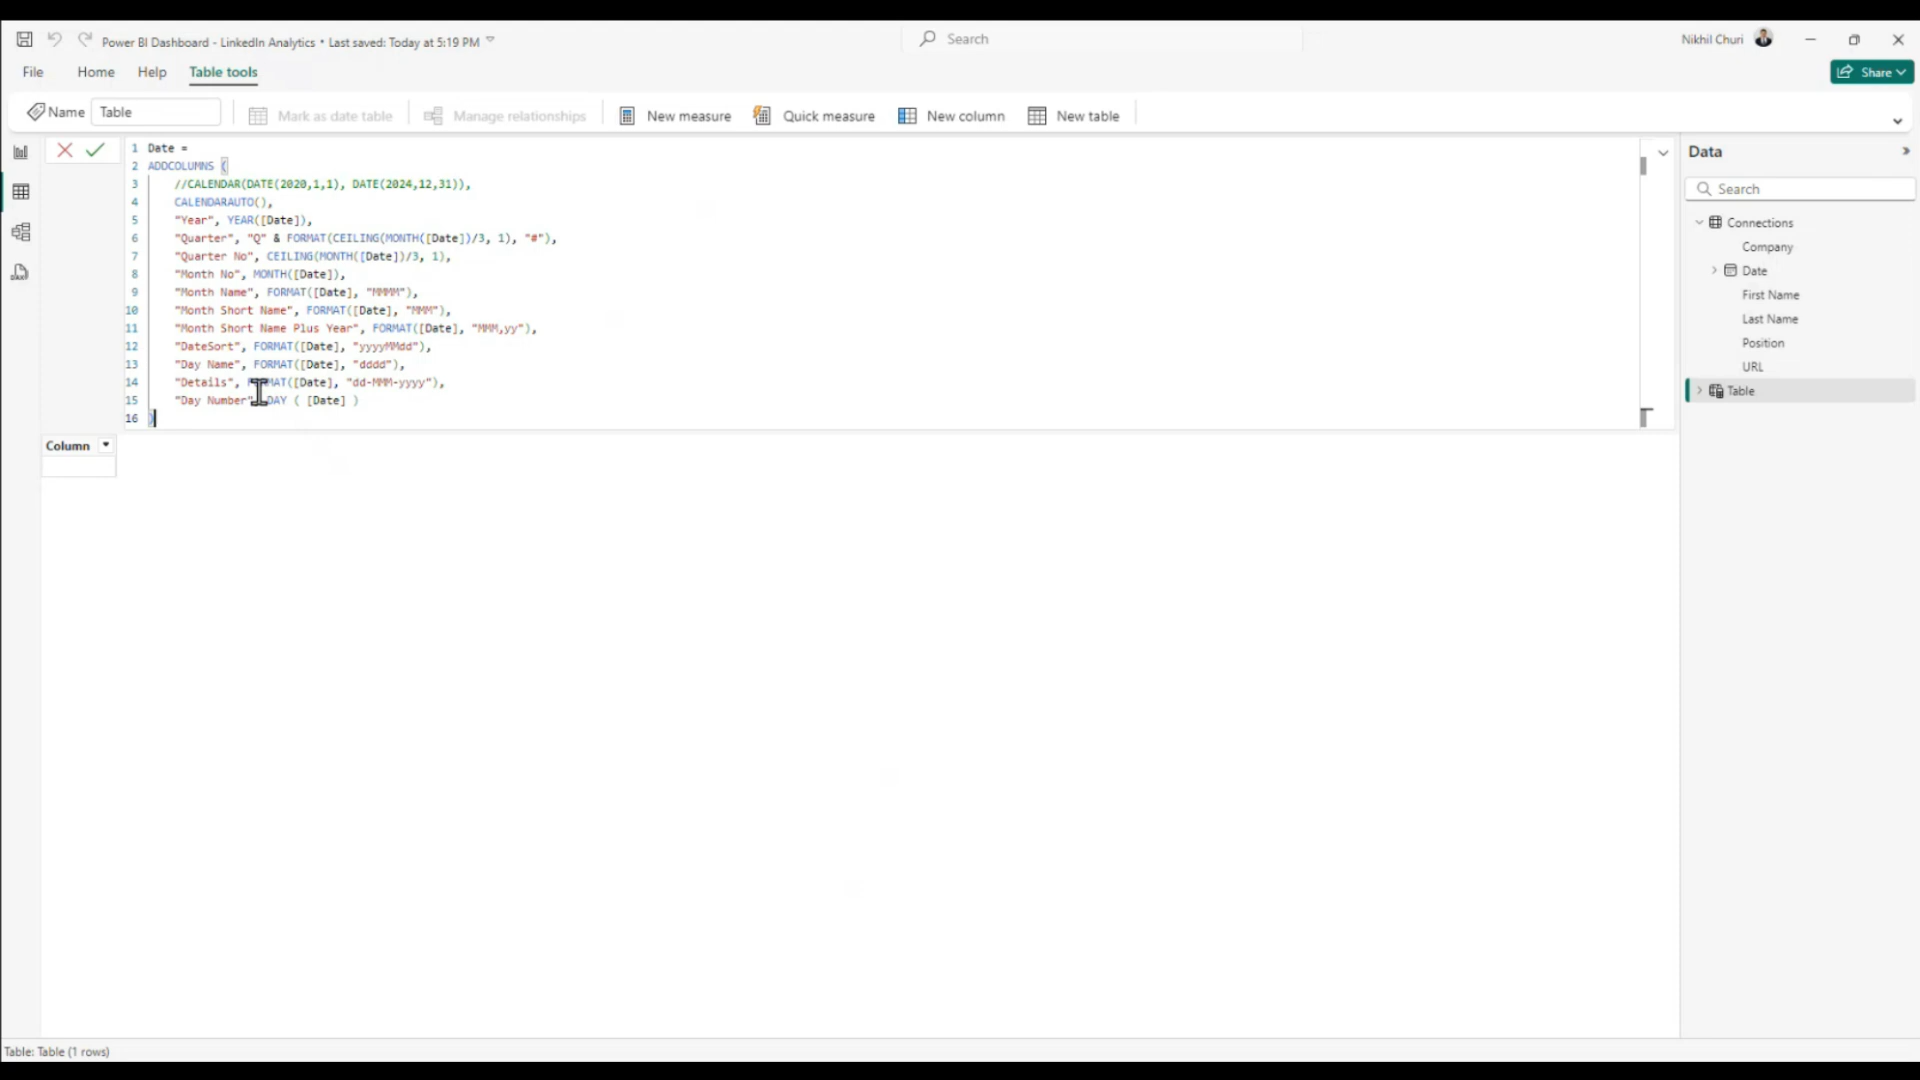 Power BI Dashboard - LinkedIn Analytics • Last saved: Today at 5:19 PM
Search
Nikhil Churi
File
Home
Help
Table tools
Share
Name
Table
Mark as date table
Manage relationships
New measure
Quick measure
New column
New table
1 Date =
2 ADDCOLUMNS (
3 //CALENDAR(DATE(2020,1,1), DATE(2024,12,31)),
4 CALENDARAUTO(),
5 "Year", YEAR([Date]),
6 "Quarter", "Q" & FORMAT(CEILING(MONTH([Date])/3, 1), "#"),
7 "Quarter No", CEILING(MONTH([Date])/3, 1),
8 "Month No", MONTH([Date]),
9 "Month Name", FORMAT([Date], "MMMM"),
10 "Month Short Name", FORMAT([Date], "MMM"),
11 "Month Short Name Plus Year", FORMAT([Date], "MMM,yy"),
12 "DateSort", FORMAT([Date], "yyyyMMdd"),
13 "Day Name", FORMAT([Date], "dddd"),
14 "Details", FORMAT([Date], "dd-MMM-yyyy"),
15 "Day Number", DAY ( [Date] )
16 )
Column
Data
Search
Connections
Company
Date
First Name
Last Name
Position
URL
Table
Table: Table (1 rows)